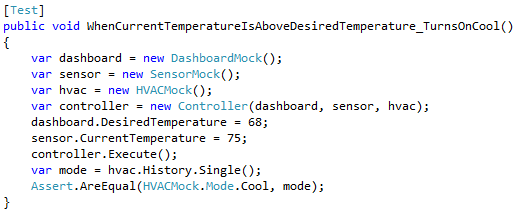 [Test]
public void WhenCurrentTemperatureIsAboveDesiredTemperature_TurnsOnCool()
{
    var dashboard = new DashboardMock();
    var sensor = new SensorMock();
    var hvac = new HVACMock();
    var controller = new Controller(dashboard, sensor, hvac);
    dashboard.DesiredTemperature = 68;
    sensor.CurrentTemperature = 75;
    controller.Execute();
    var mode = hvac.History.Single();
    Assert.AreEqual(HVACMock.Mode.Cool, mode);
}